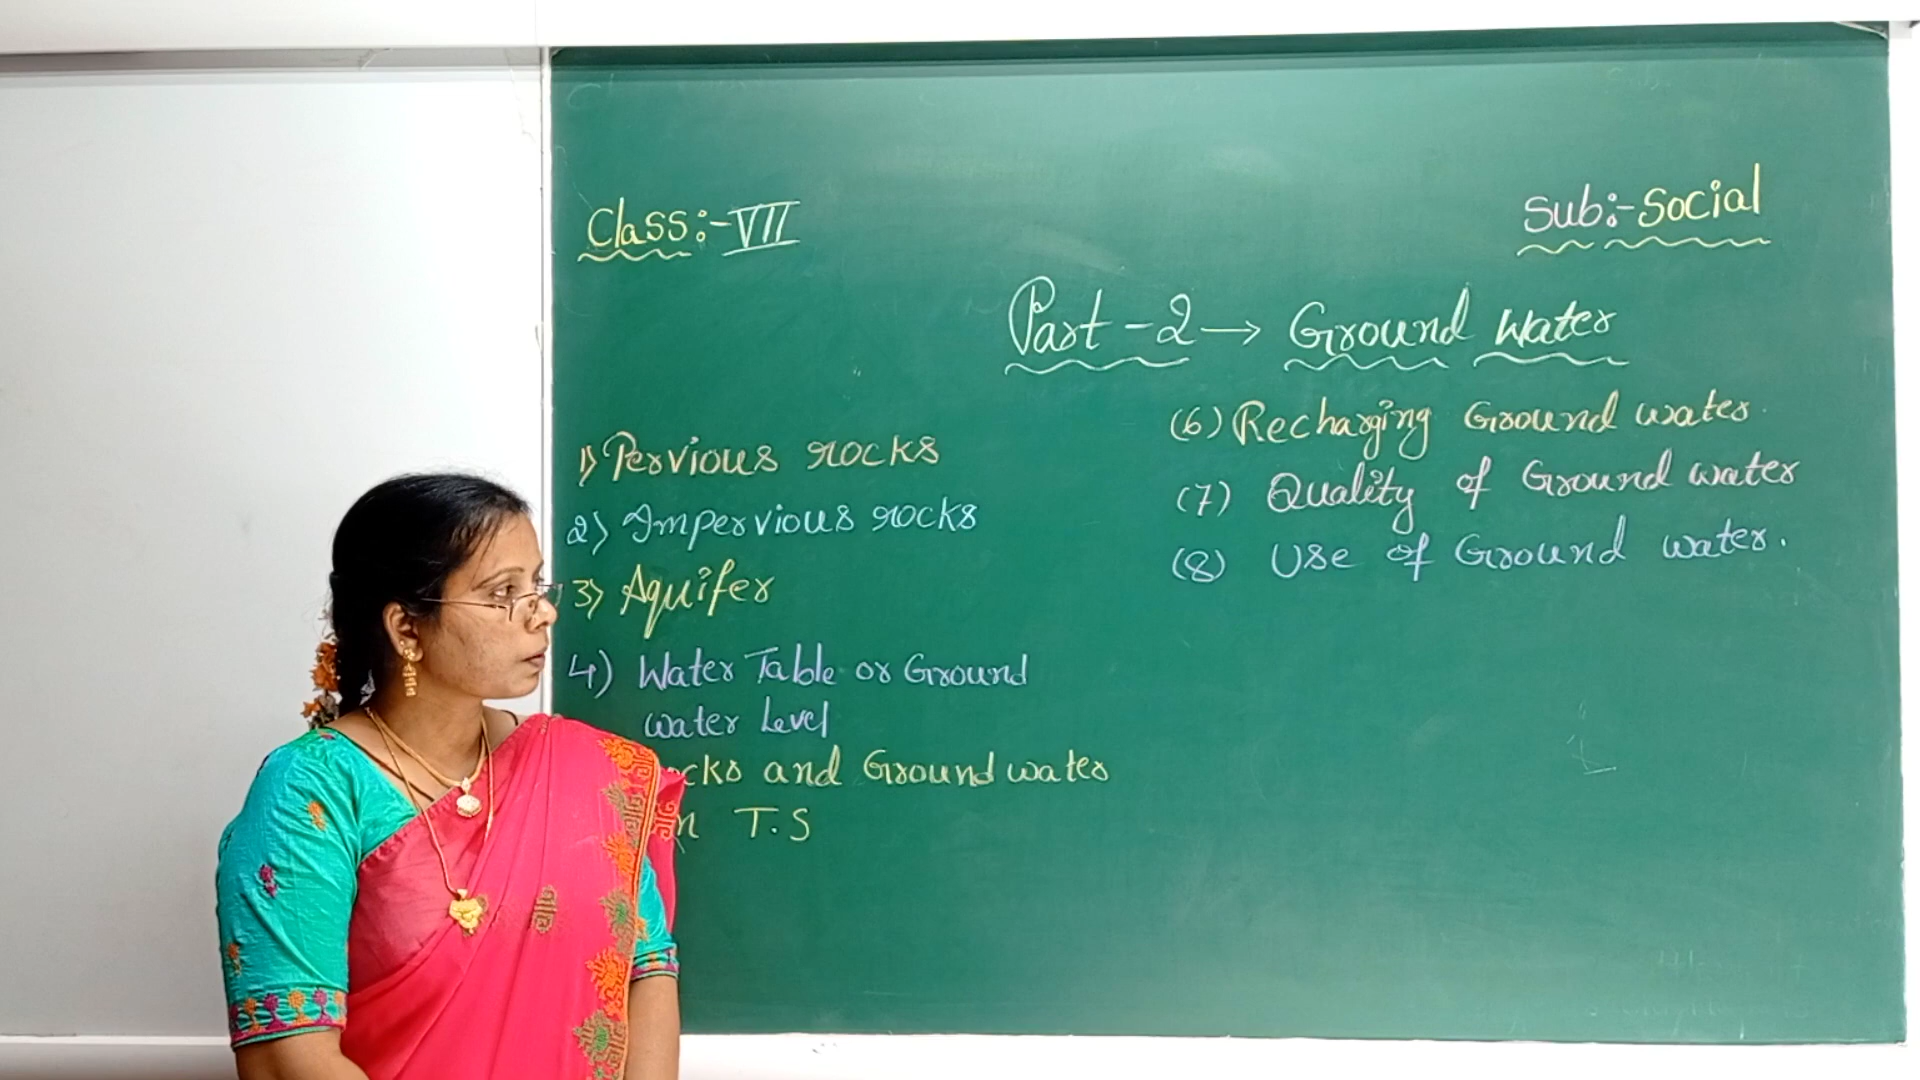 Class:-VII
Sub:-Social
Part-2→ Ground Water
1) Pervious rocks
2) Impervious rocks
3) Aquifer
4) Water Table or Ground
water Level
and Ground water
T.S
(6) Recharging Ground water.
(7) Quality of Ground water
(8) Use of Ground water.